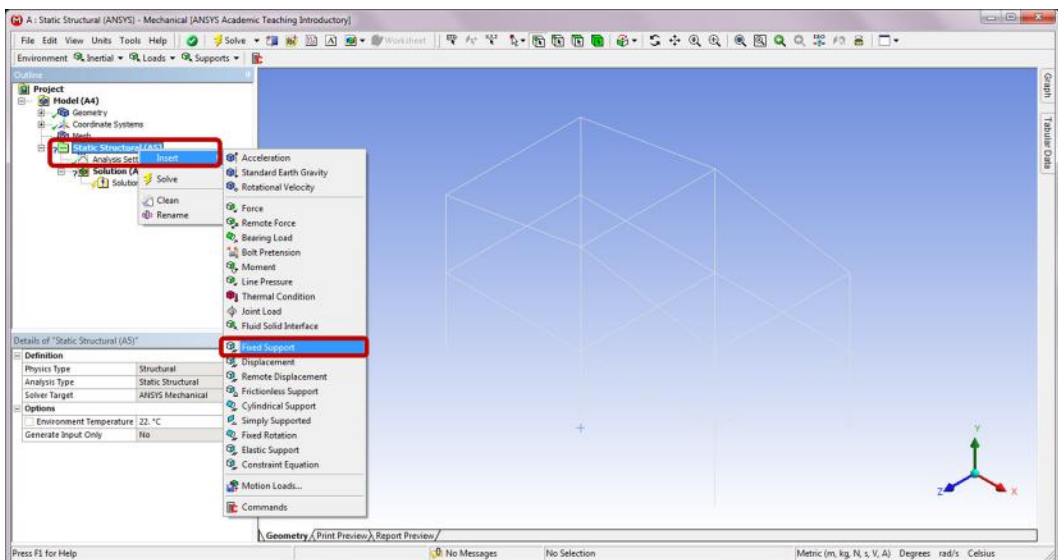 A : Static Structural (ANSYS) - Mechanical [ANSYS Academic Teaching Introductory]
File Edit View Units Tools Help Solve Worksheet
Environment Inertial Loads Supports
Outline
Project
Model (A4)
Geometry
Coordinate Systems
Mesh
Static Structural (A5)
Analysis Sett
Solution (A
Solution
Insert
Solve
Clean
Rename
Acceleration
Standard Earth Gravity
Rotational Velocity
Force
Remote Force
Bearing Load
Bolt Pretension
Moment
Line Pressure
Thermal Condition
Joint Load
Fluid Solid Interface
Fixed Support
Displacement
Remote Displacement
Frictionless Support
Cylindrical Support
Simply Supported
Fixed Rotation
Elastic Support
Constraint Equation
Motion Loads...
Commands
Details of "Static Structural (A5)"
Definition
Physics Type Structural
Analysis Type Static Structural
Solver Target ANSYS Mechanical
Options
Environment Temperature 22. °C
Generate Input Only No
Graph
Tabular Data
Y
Z
X
Geometry Print Preview Report Preview
Press F1 for Help
No Messages
No Selection
Metric (m, kg, N, s, V, A) Degrees rad/s Celsius